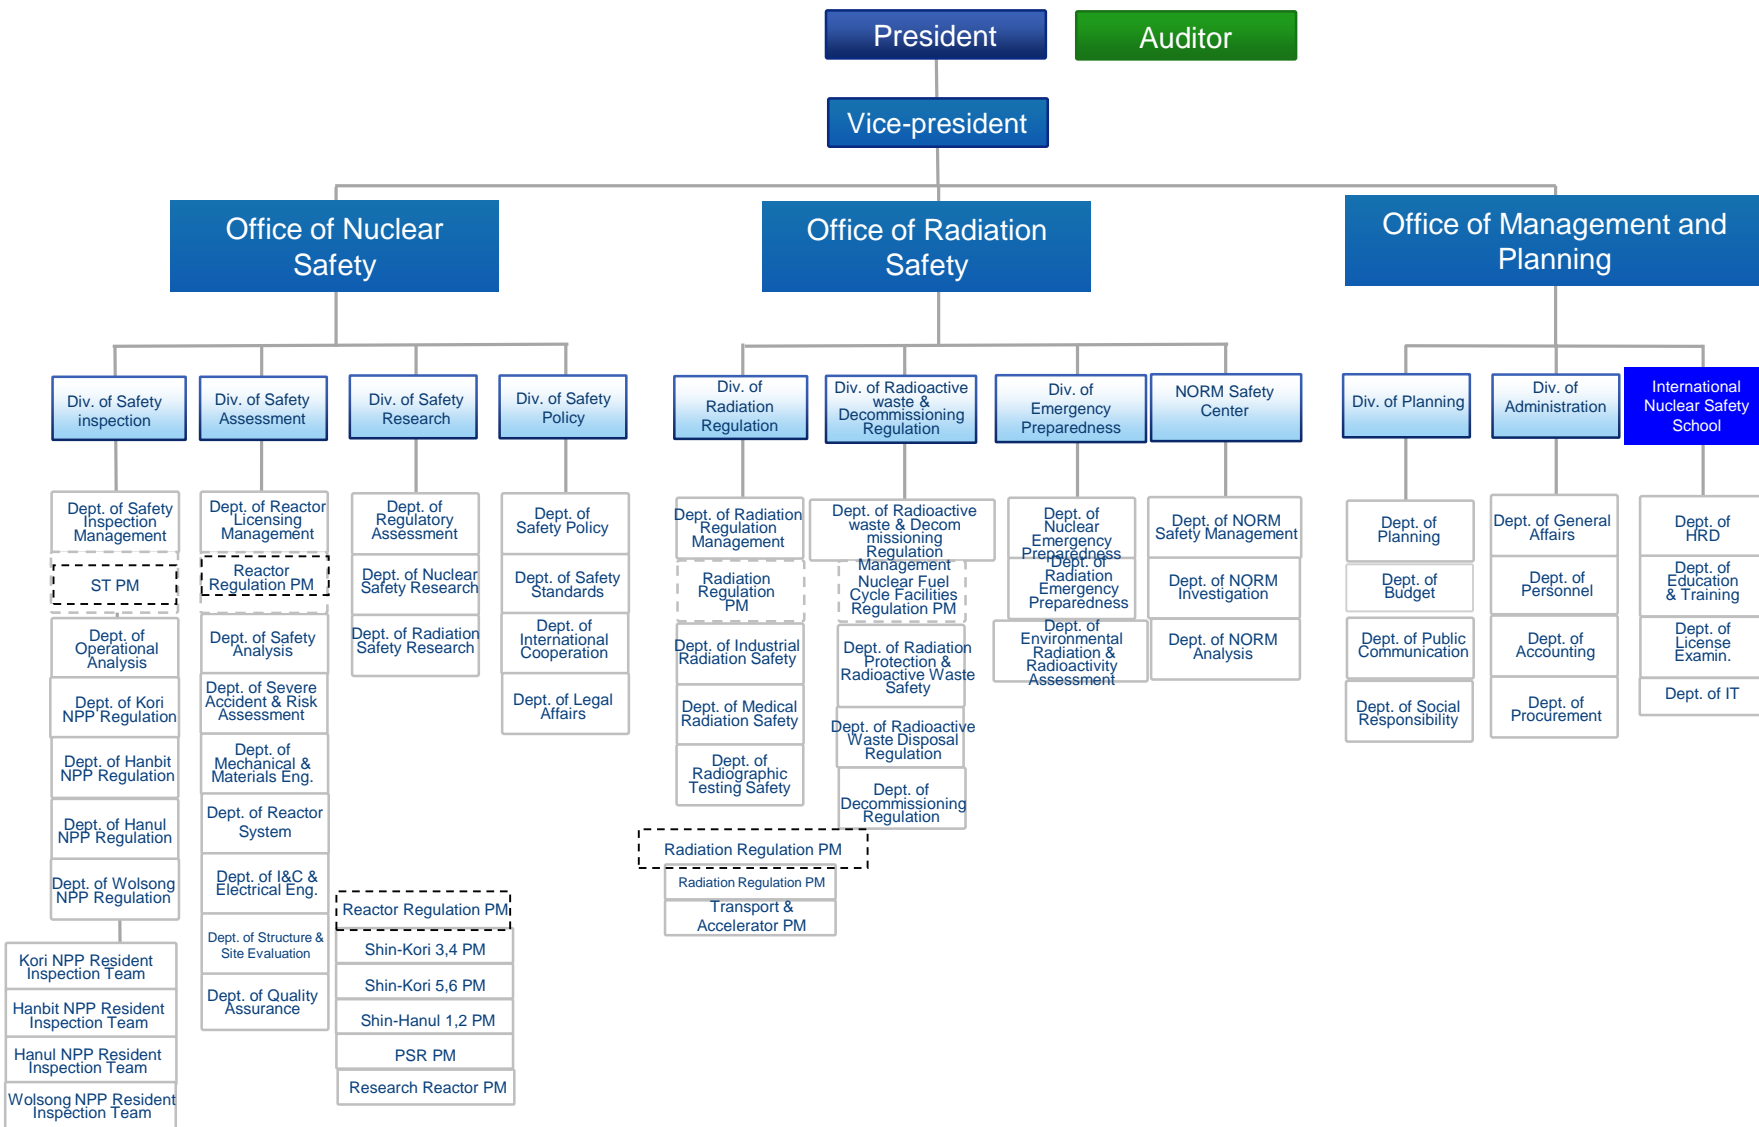 President
Auditor
Vice-president
Office of Nuclear
Safety
Office of Radiation
Safety
Office of Management and
Planning
Div. of Safety
inspection
Div. of Safety
Assessment
Div. of Safety
Research
Div. of Safety
Policy
Div. of
Radiation
Regulation
Div. of Radioactive
waste &
Decommissioning
Regulation
Div. of
Emergency
Preparedness
NORM Safety
Center
Div. of Planning
Div. of
Administration
International
Nuclear Safety
School
Dept. of Safety
Inspection
Management
ST PM
Dept. of
Operational
Analysis
Dept. of Kori
NPP Regulation
Dept. of Hanbit
NPP Regulation
Dept. of Hanul
NPP Regulation
Dept. of Wolsong
NPP Regulation
Kori NPP Resident
Inspection Team
Hanbit NPP Resident
Inspection Team
Hanul NPP Resident
Inspection Team
Wolsong NPP Resident
Inspection Team
Dept. of Reactor
Licensing
Management
Reactor
Regulation PM
Dept. of Safety
Analysis
Dept. of Severe
Accident & Risk
Assessment
Dept. of
Mechanical &
Materials Eng.
Dept. of Reactor
System
Dept. of I&C &
Electrical Eng.
Dept. of Structure &
Site Evaluation
Dept. of Quality
Assurance
Dept. of
Regulatory
Assessment
Dept. of Nuclear
Safety Research
Dept. of Radiation
Safety Research
Reactor Regulation PM
Shin-Kori 3,4 PM
Shin-Kori 5,6 PM
Shin-Hanul 1,2 PM
PSR PM
Research Reactor PM
Dept. of
Safety Policy
Dept. of Safety
Standards
Dept. of
International
Cooperation
Dept. of Legal
Affairs
Dept. of Radiation
Regulation
Management
Radiation
Regulation
PM
Dept. of Industrial
Radiation Safety
Dept. of Medical
Radiation Safety
Dept. of
Radiographic
Testing Safety
Radiation Regulation PM
Radiation Regulation PM
Transport &
Accelerator PM
Dept. of Radioactive
waste & Decom
missioning
Regulation
Management
Nuclear Fuel
Cycle Facilities
Regulation PM
Dept. of Radiation
Protection &
Radioactive Waste
Safety
Dept. of Radioactive
Waste Disposal
Regulation
Dept. of
Decommissioning
Regulation
Dept. of
Nuclear
Emergency
Preparedness
Dept. of
Radiation
Emergency
Preparedness
Dept. of
Environmental
Radiation &
Radioactivity
Assessment
Dept. of NORM
Safety Management
Dept. of NORM
Investigation
Dept. of NORM
Analysis
Dept. of
Planning
Dept. of
Budget
Dept. of Public
Communication
Dept. of Social
Responsibility
Dept. of General
Affairs
Dept. of
Personnel
Dept. of
Accounting
Dept. of
Procurement
Dept. of
HRD
Dept. of
Education
& Training
Dept. of
License
Examin.
Dept. of IT